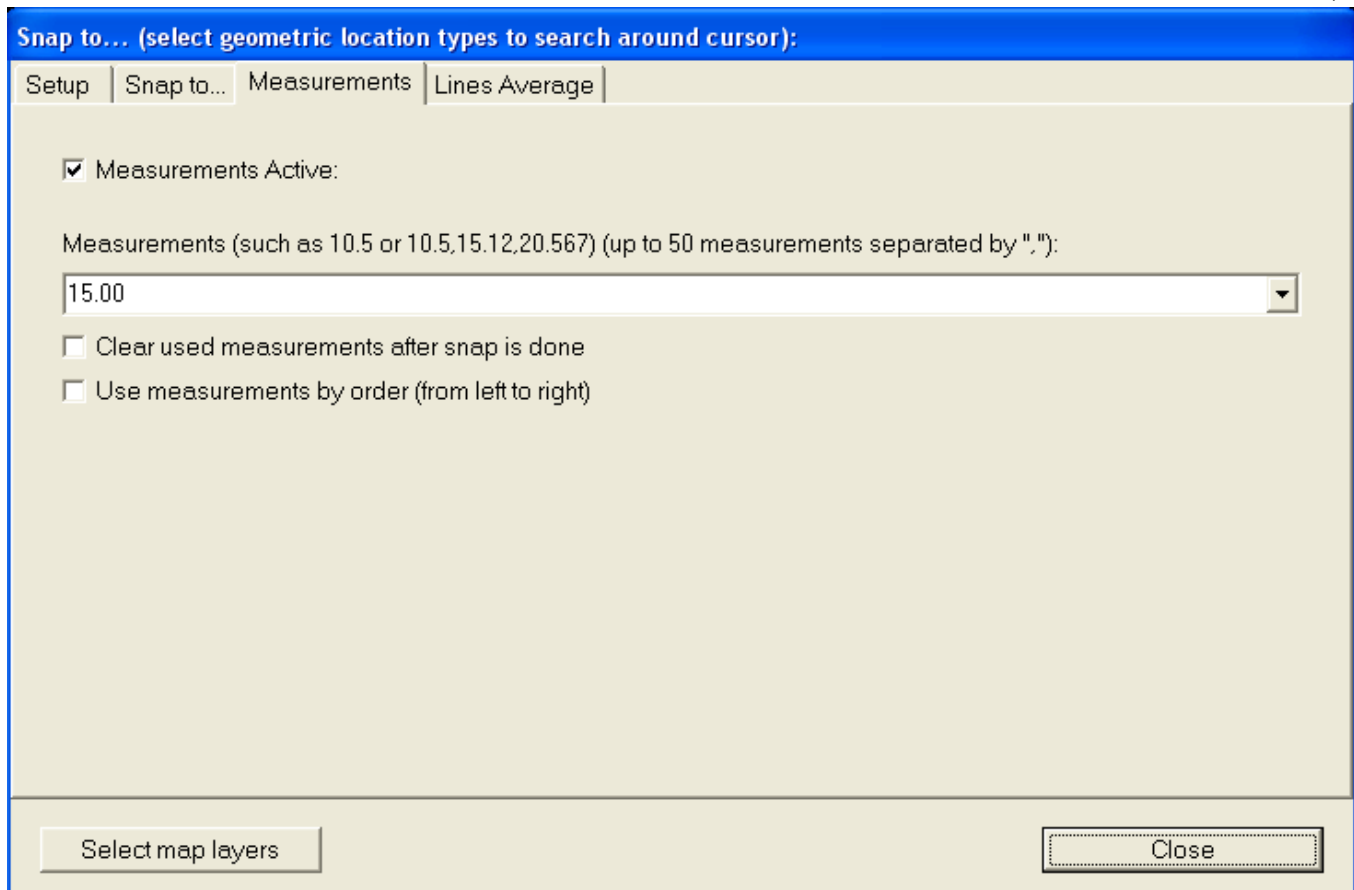 Snap to... (select geometric location types to search around cursor):
Setup Snap to... Measurements Lines Average
Measurements Active:
Measurements (such as 10.5 or 10.5,15.12,20.567) (up to 50 measurements separated by ","):
15.00
Clear used measurements after snap is done
Use measurements by order (from left to right)
Select map layers Close